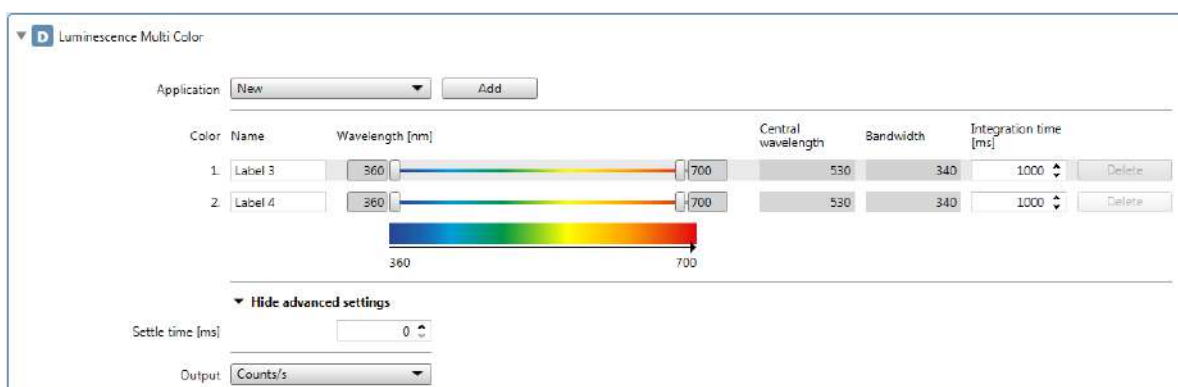 D Luminescence Multi Color
Application New Add
Color Name Wavelength [nm] Central wavelength Bandwidth Integration time [ms]
1. Label 3 360 700 530 340 1000 Delete
2. Label 4 360 700 530 340 1000 Delete
360 700
Hide advanced settings
Settle time [ms] 0
Output Counts/s